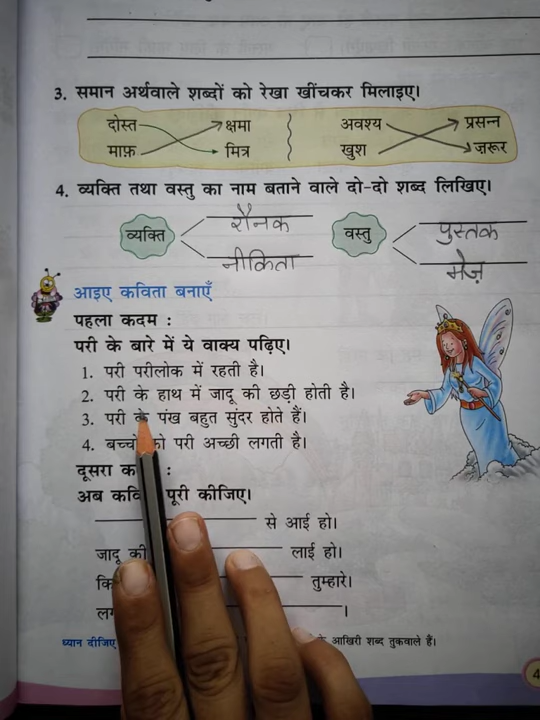 3. समान अर्थवाले शब्दों को रेखा खींचकर मिलाइए।
दोस्त क्षमा अवश्य प्रसन्न
माफ़ मित्र खुश ज़रूर
4. व्यक्ति तथा वस्तु का नाम बताने वाले दो-दो शब्द लिखिए।
व्यक्ति रौनक नीकिता वस्तु पुस्तक मेज़
आइए कविता बनाएँ
पहला कदम :
परी के बारे में ये वाक्य पढ़िए।
1. परी परीलोक में रहती है।
2. परी के हाथ में जादू की छड़ी होती है।
3. परी के पंख बहुत सुंदर होते हैं।
4. बच्चों को परी अच्छी लगती है।
दूसरा :
अब पूरी कीजिए।
से आई हो।
जादू की लाई हो।
तुम्हारे।
।
ध्यान दीजिए के आखिरी शब्द तुकवाले हैं।
4